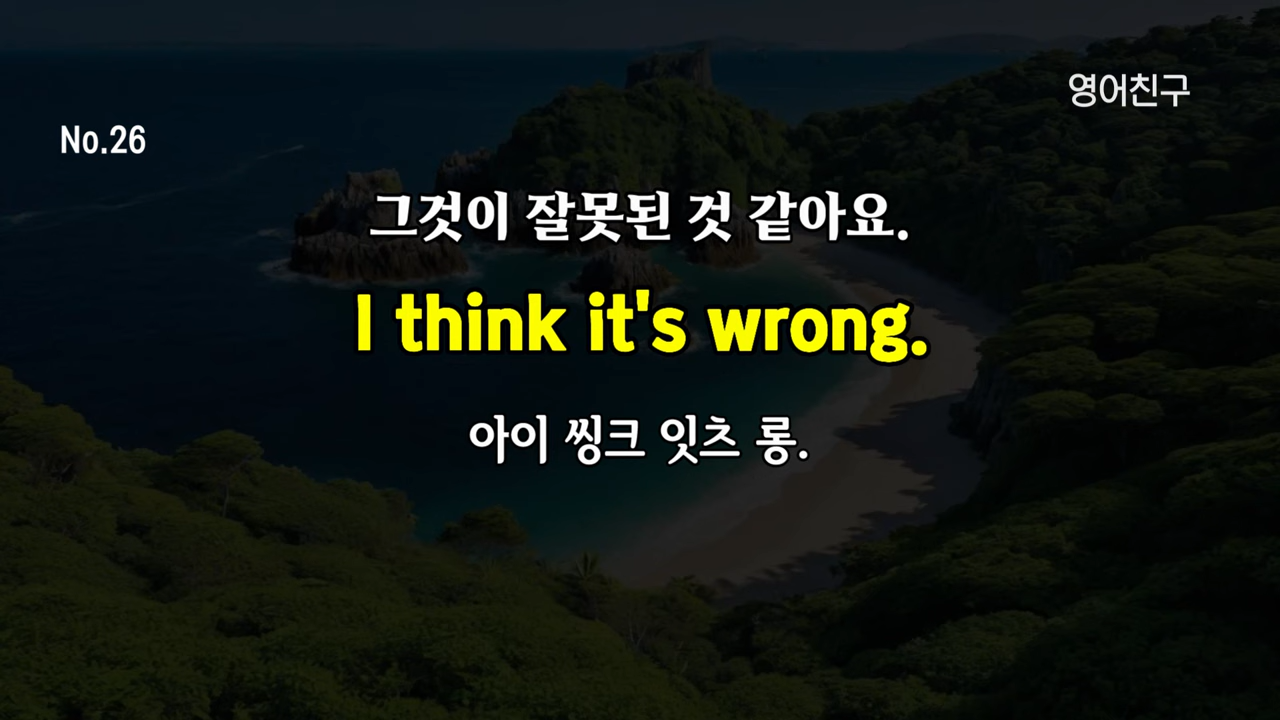 영어친구
No.26
그것이 잘못된 것 같아요.
I think it's wrong.
아이 씽크 잇츠 롱.